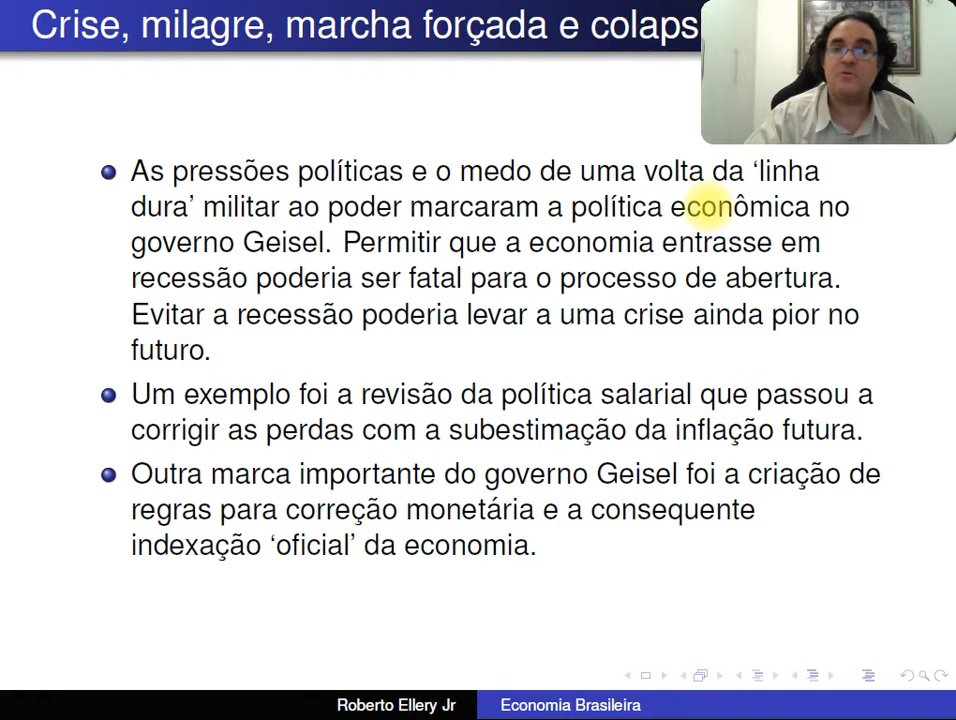 Crise, milagre, marcha forçada e colaps
As pressões políticas e o medo de uma volta da ‘linha
dura’ militar ao poder marcaram a política econômica no
governo Geisel. Permitir que a economia entrasse em
recessão poderia ser fatal para o processo de abertura.
Evitar a recessão poderia levar a uma crise ainda pior no
futuro.
Um exemplo foi a revisão da política salarial que passou a
corrigir as perdas com a subestimação da inflação futura.
Outra marca importante do governo Geisel foi a criação de
regras para correção monetária e a consequente
indexação ‘oficial’ da economia.
Roberto Ellery Jr
Economia Brasileira